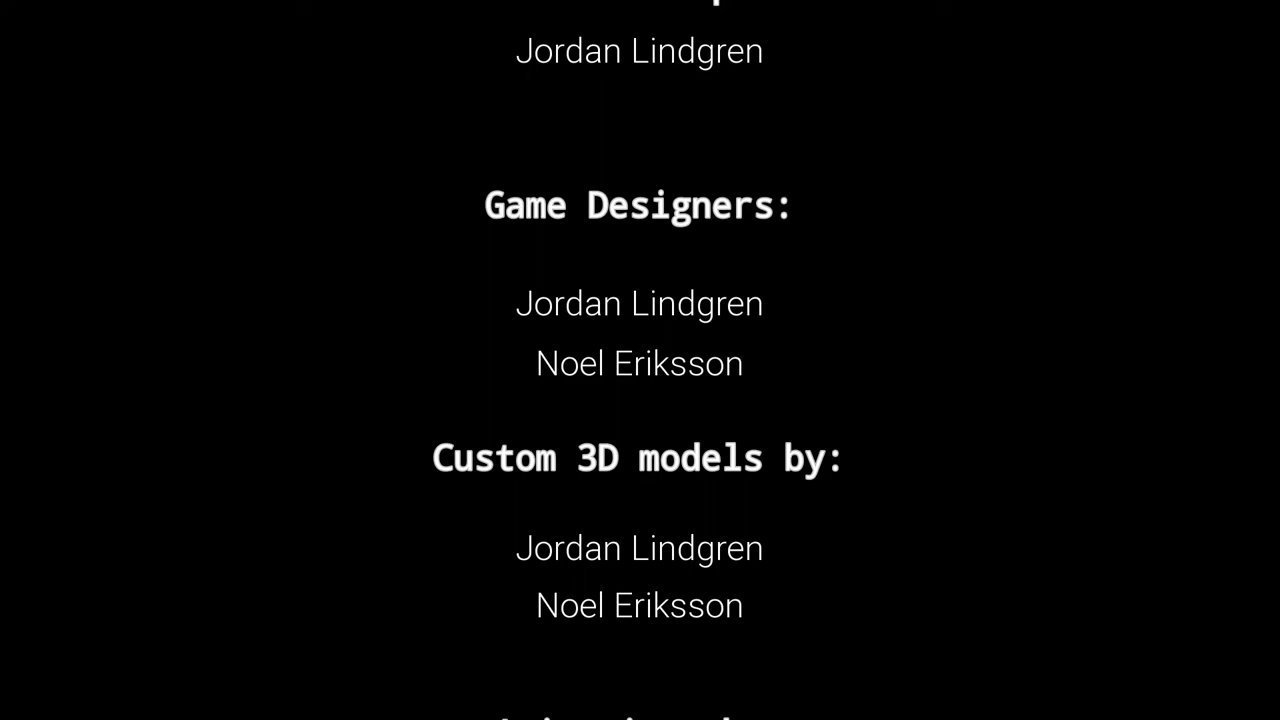 Jordan Lindgren
Game Designers:
Jordan Lindgren
Noel Eriksson
Custom 3D models by:
Jordan Lindgren
Noel Eriksson